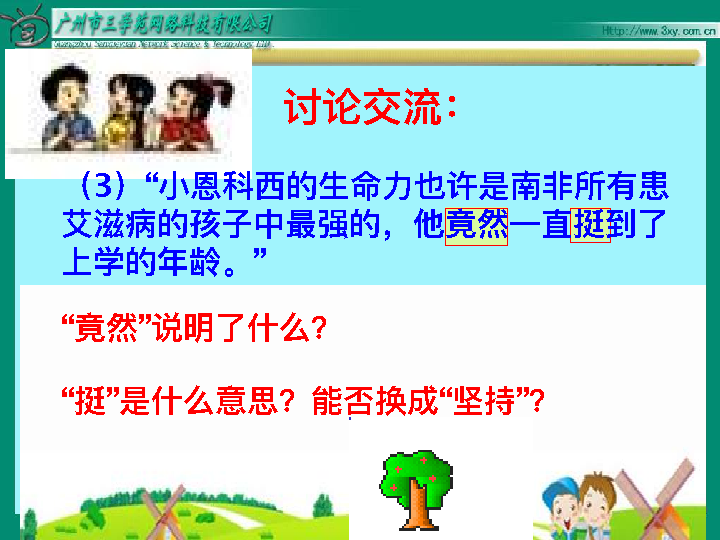 广州市三学苑网络科技有限公司
Http://www.3xy.com.cn
Guangzhou Sanxueyuan Network Science & Technology Ltd.
讨论交流：
（3）“小恩科西的生命力也许是南非所有患
艾滋病的孩子中最强的，他竟然一直挺到了
上学的年龄。”
“竟然”说明了什么？
“挺”是什么意思？能否换成“坚持”？